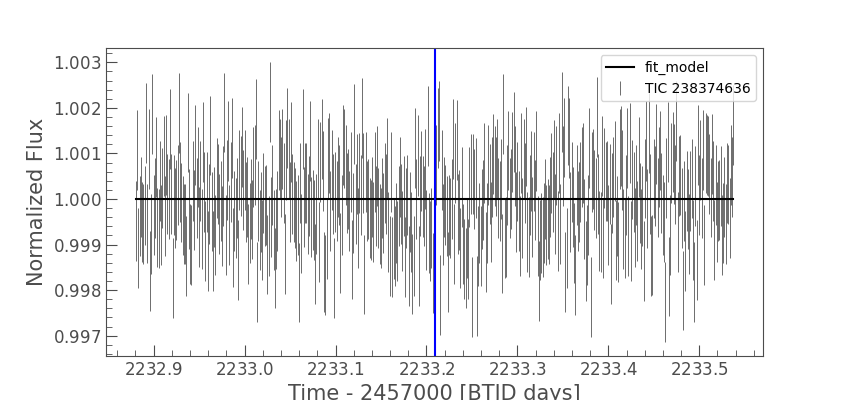 fit_model
TIC 238374636
Normalized Flux
1.003
1.002
1.001
1.000
0.999
0.998
0.997
2232.9 2233.0 2233.1 2233.2 2233.3 2233.4 2233.5
Time - 2457000 [BTJD days]